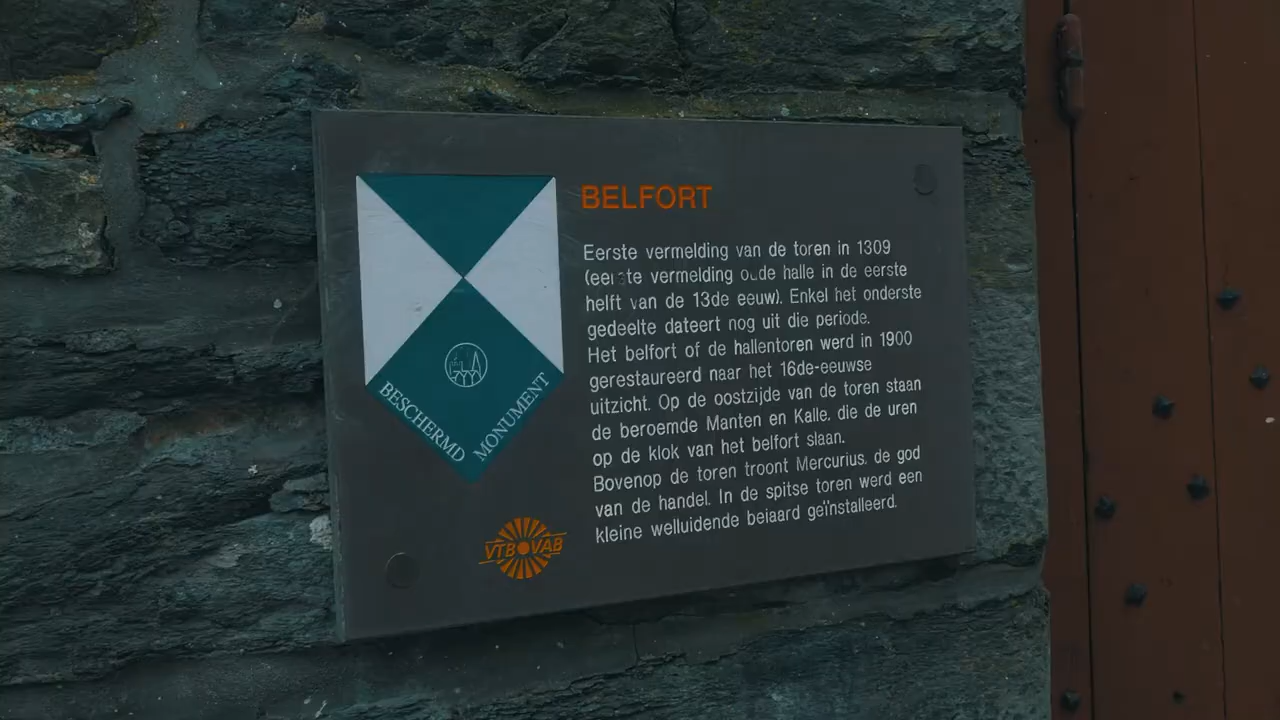 BELFORT
Eerste vermelding van de toren in 1309
(eerste vermelding oude halle in de eerste
helft van de 13de eeuw). Enkel het onderste
gedeelte dateert nog uit die periode.
Het belfort of de hallentoren werd in 1900
gerestaureerd naar het 16de-eeuwse
uitzicht. Op de oostzijde van de toren staan
de beroemde Manten en Kalle, die de uren
op de klok van het belfort slaan.
Bovenop de toren troont Mercurius, de god
van de handel. In de spitse toren werd een
kleine welluidende beiaard geïnstalleerd.
BESCHERMD MONUMENT
VTB VAB